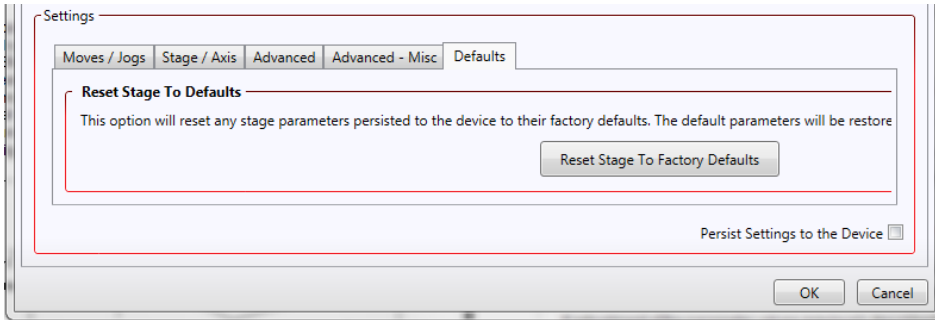 Settings
Moves / Jogs Stage / Axis Advanced Advanced - Misc Defaults
Reset Stage To Defaults
This option will reset any stage parameters persisted to the device to their factory defaults. The default parameters will be restore
Reset Stage To Factory Defaults
Persist Settings to the Device
OK Cancel